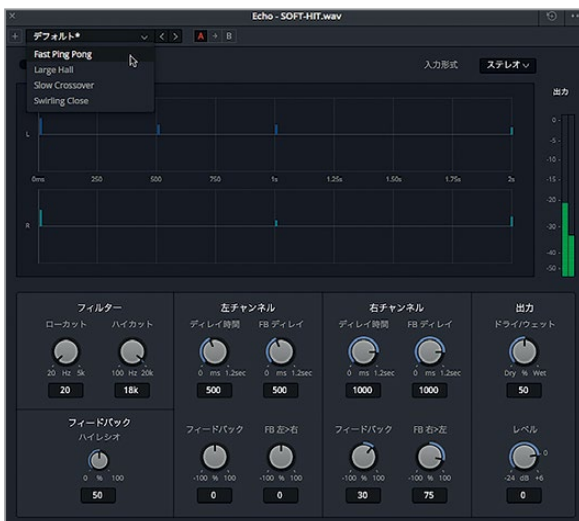 Echo - SOFT-HIT.wav
+ デフォルト* < > A → B
Fast Ping Pong
Large Hall
Slow Crossover
Swirling Close
入力形式 ステレオ
出力
L
0ms 250 500 750 1s 1.25s 1.50s 1.75s 2s
R
0
-5
-10
-15
-20
-30
-40
-50
フィルター
ローカット ハイカット
20 Hz 5k 100 Hz 20k
20 18k
フィードバック
ハイレシオ
0 % 100
50
左チャンネル
ディレイ時間 FB ディレイ
0 ms 1.2sec 0 ms 1.2sec
500 500
フィードバック FB 左>右
-100 % 100 -100 % 100
0 0
右チャンネル
ディレイ時間 FB ディレイ
0 ms 1.2sec 0 ms 1.2sec
1000 1000
フィードバック FB 右>左
-100 % 100 -100 % 100
30 75
出力
ドライ/ウェット
Dry % Wet
50
レベル
0
-24 dB +6
0